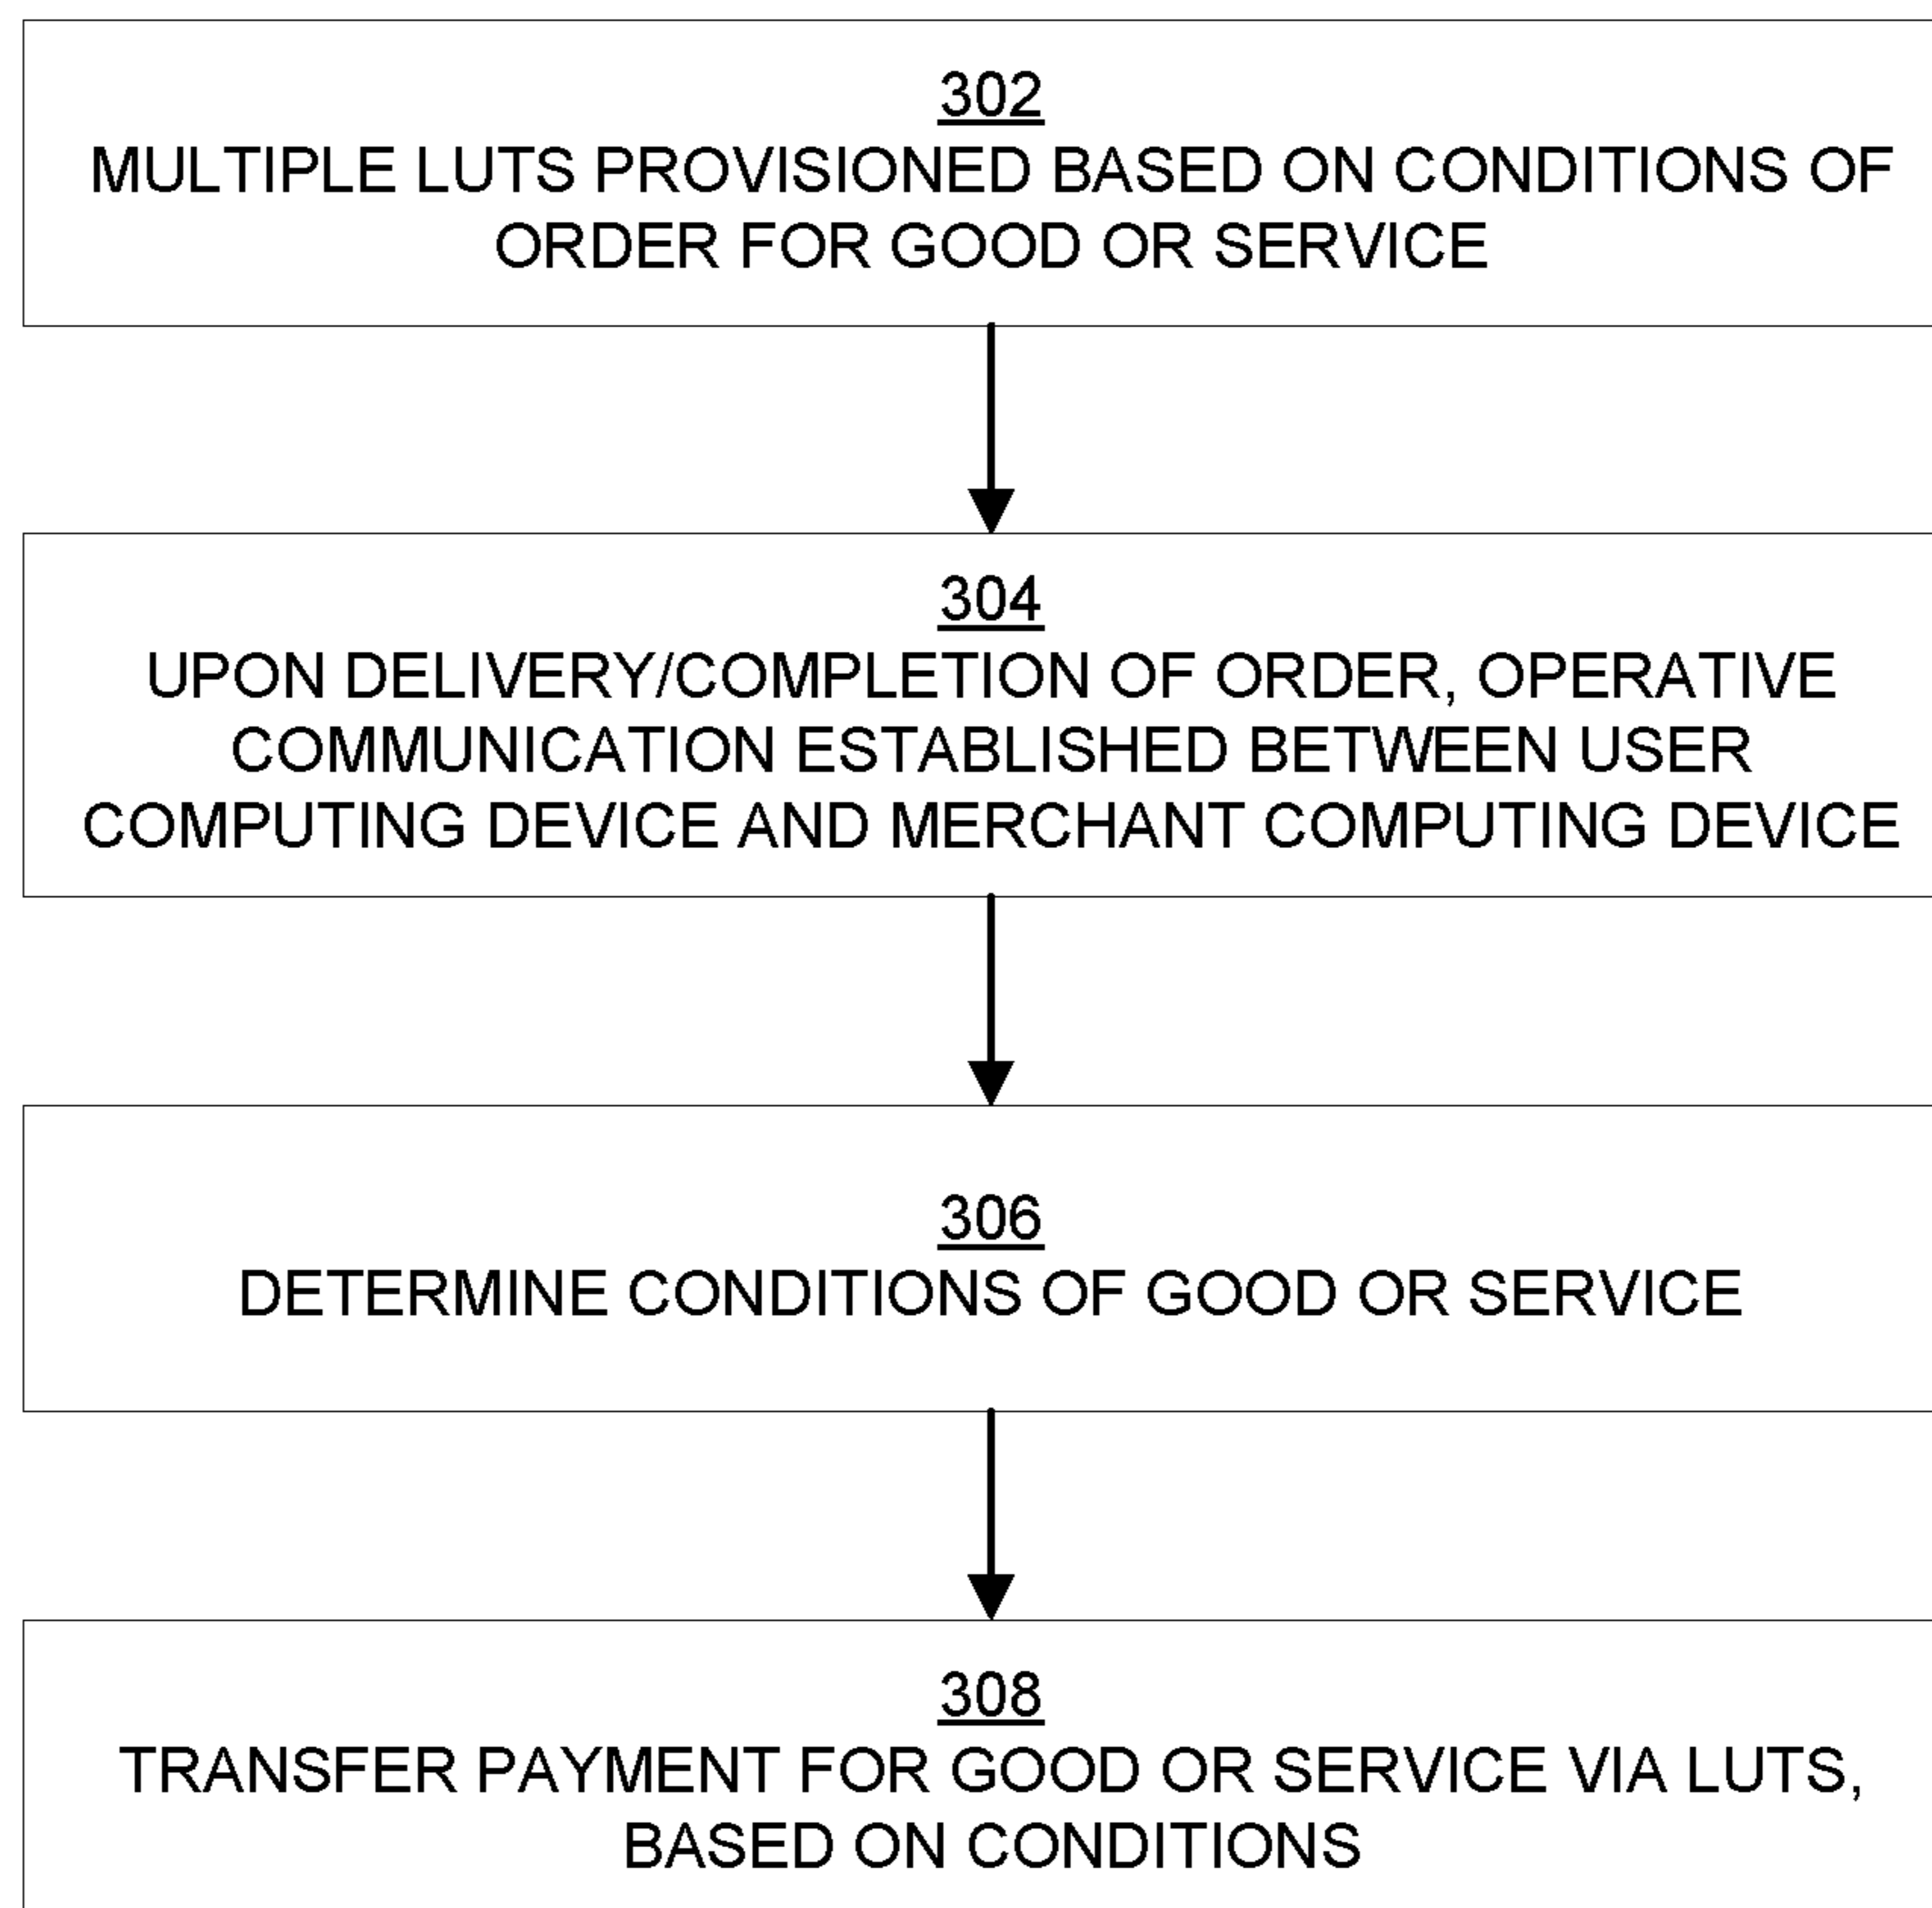 302
MULTIPLE LUTS PROVISIONED BASED ON CONDITIONS OF
ORDER FOR GOOD OR SERVICE
304
UPON DELIVERY/COMPLETION OF ORDER, OPERATIVE
COMMUNICATION ESTABLISHED BETWEEN USER
COMPUTING DEVICE AND MERCHANT COMPUTING DEVICE
306
DETERMINE CONDITIONS OF GOOD OR SERVICE
308
TRANSFER PAYMENT FOR GOOD OR SERVICE VIA LUTS,
BASED ON CONDITIONS